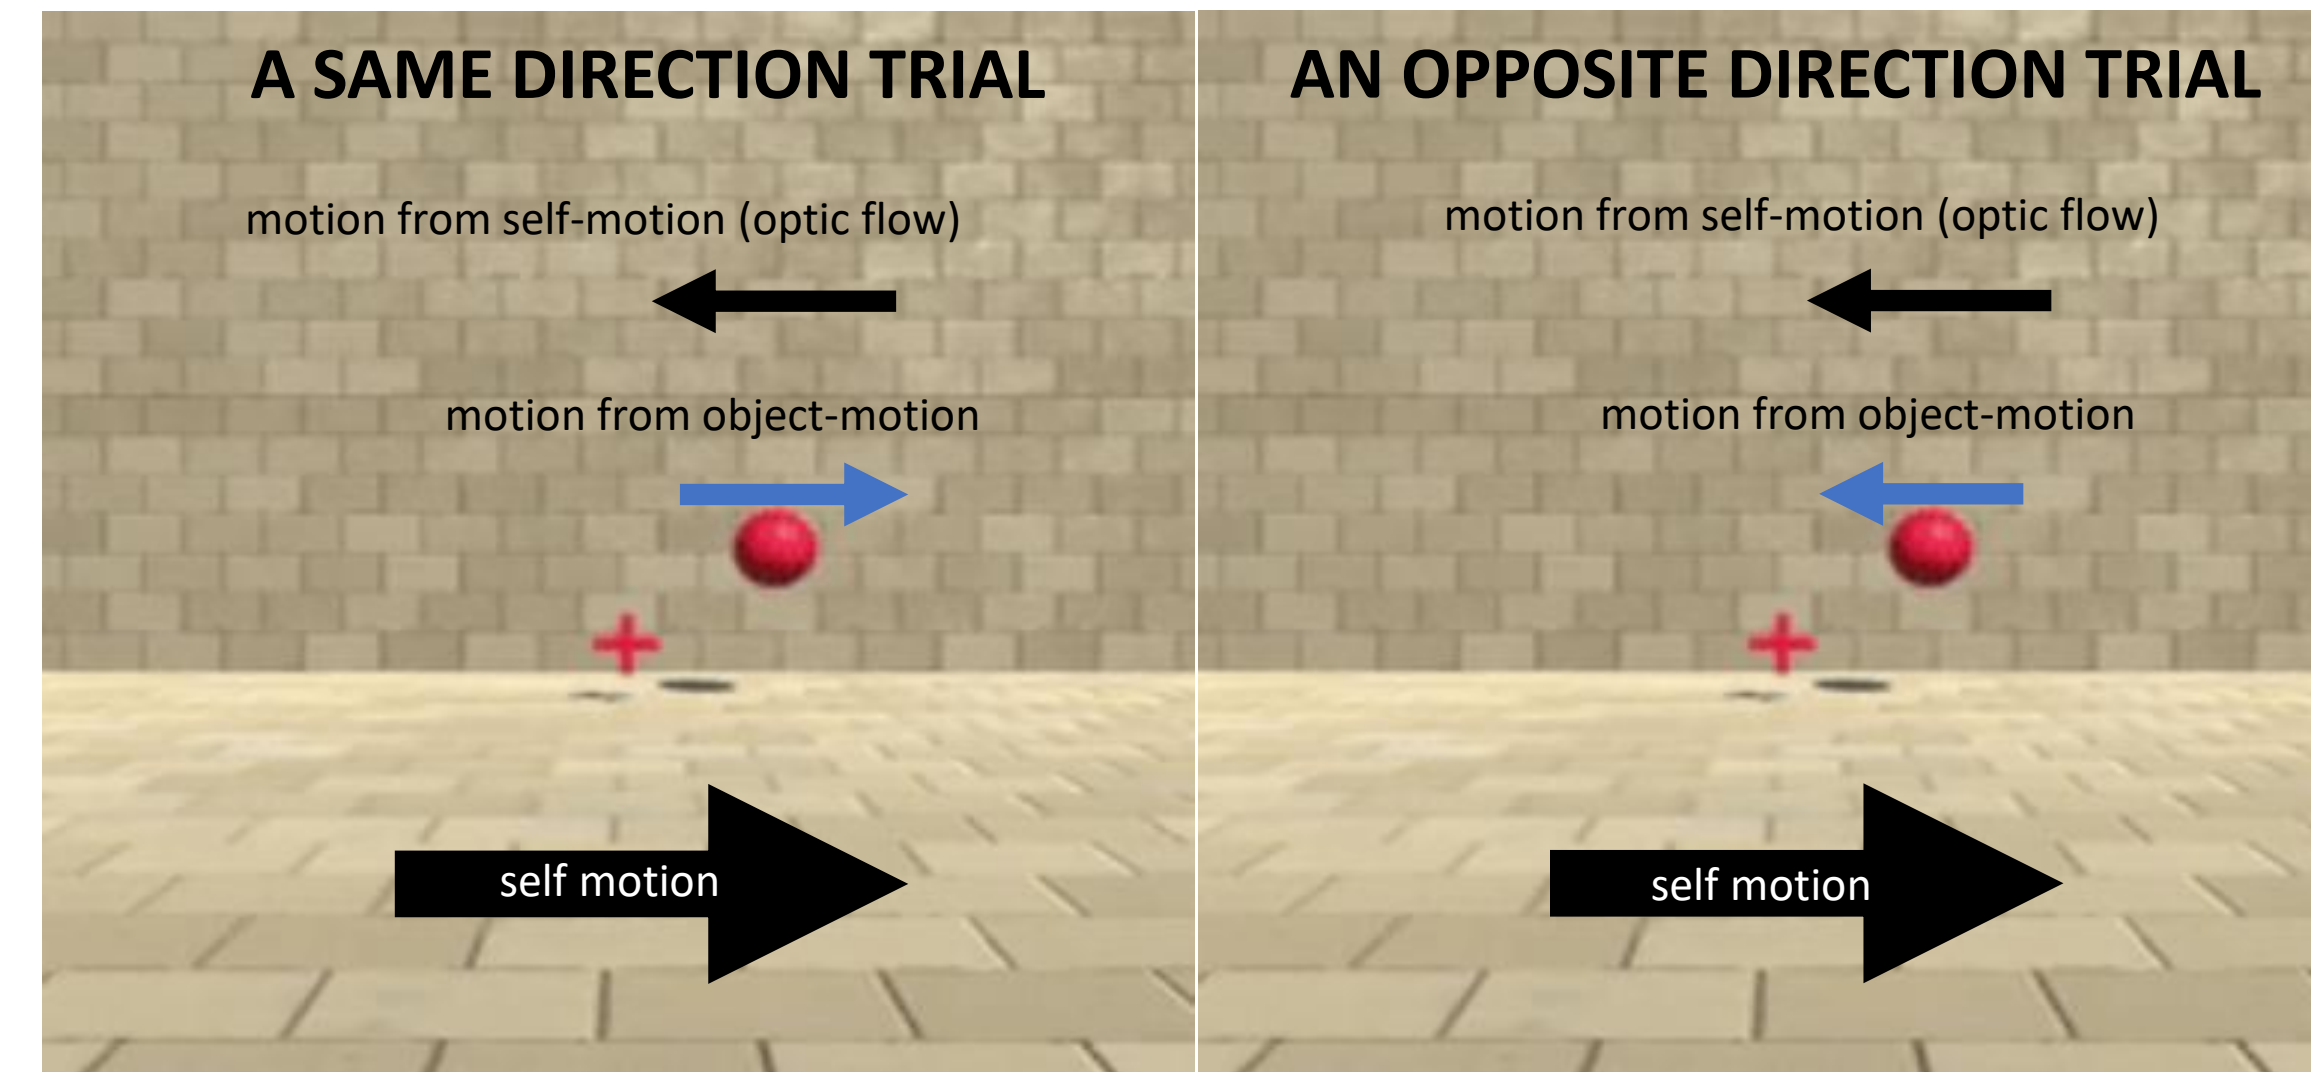 A SAME DIRECTION TRIAL
motion from self-motion (optic flow)
motion from object-motion
self motion
AN OPPOSITE DIRECTION TRIAL
motion from self-motion (optic flow)
motion from object-motion
self motion